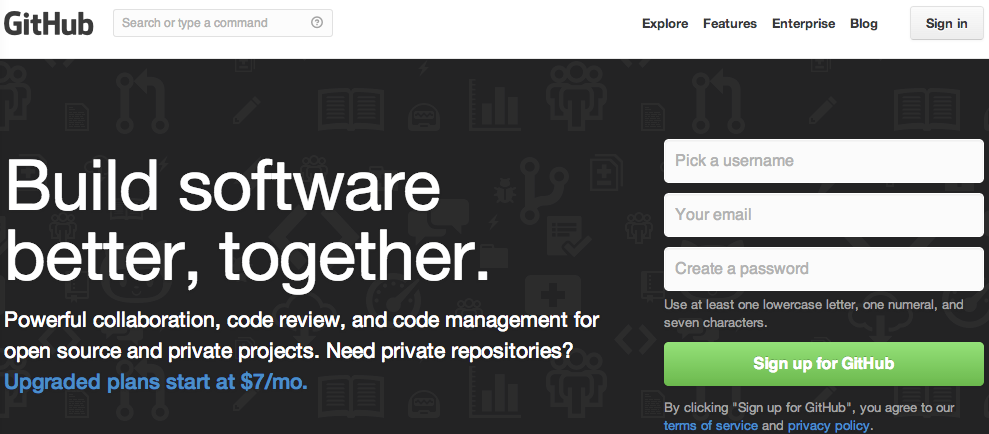 GitHub
Search or type a command
Explore Features Enterprise Blog Sign in
Build software
better, together.
Powerful collaboration, code review, and code management for
open source and private projects. Need private repositories?
Upgraded plans start at $7/mo.
Pick a username
Your email
Create a password
Use at least one lowercase letter, one numeral, and
seven characters.
Sign up for GitHub
By clicking "Sign up for GitHub", you agree to our
terms of service and privacy policy.